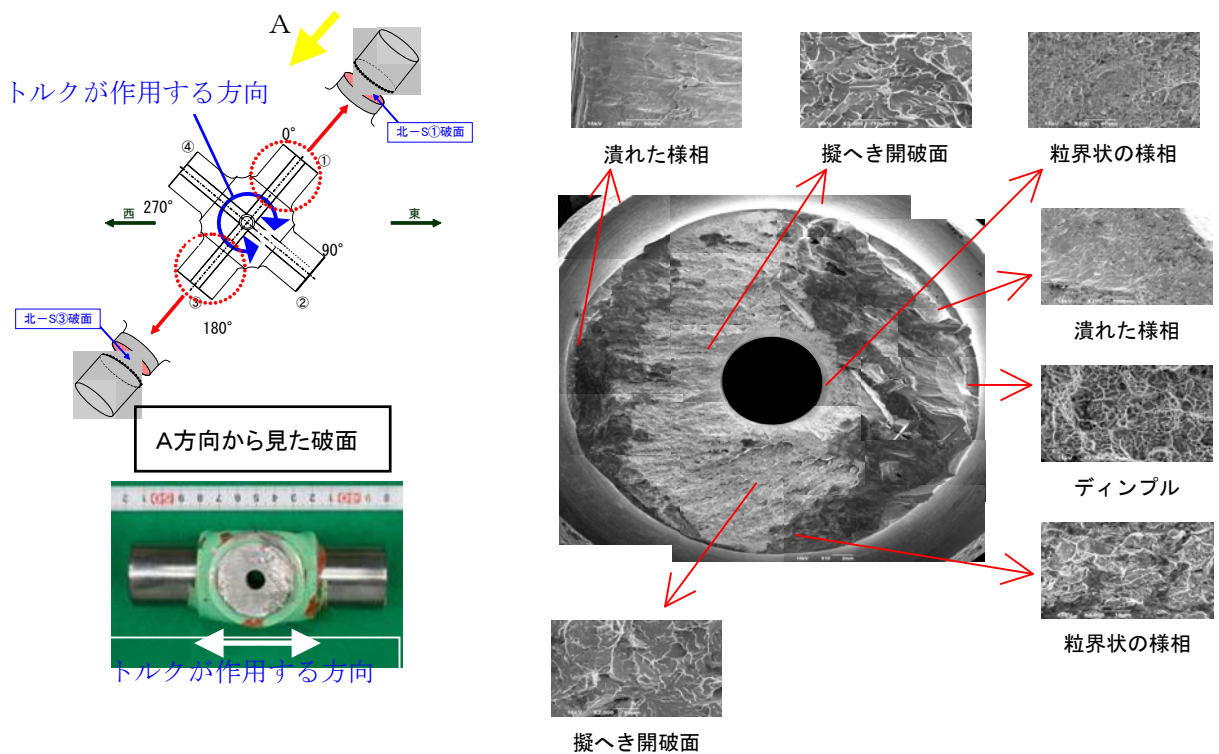 A
トルクが作用する方向
北-S①破面
0°
④
①
270°
西
東
90°
③
②
北-S③破面
180°
A方向から見た破面
トルクが作用する方向
潰れた様相
擬へき開破面
粒界状の様相
潰れた様相
ディンプル
粒界状の様相
擬へき開破面